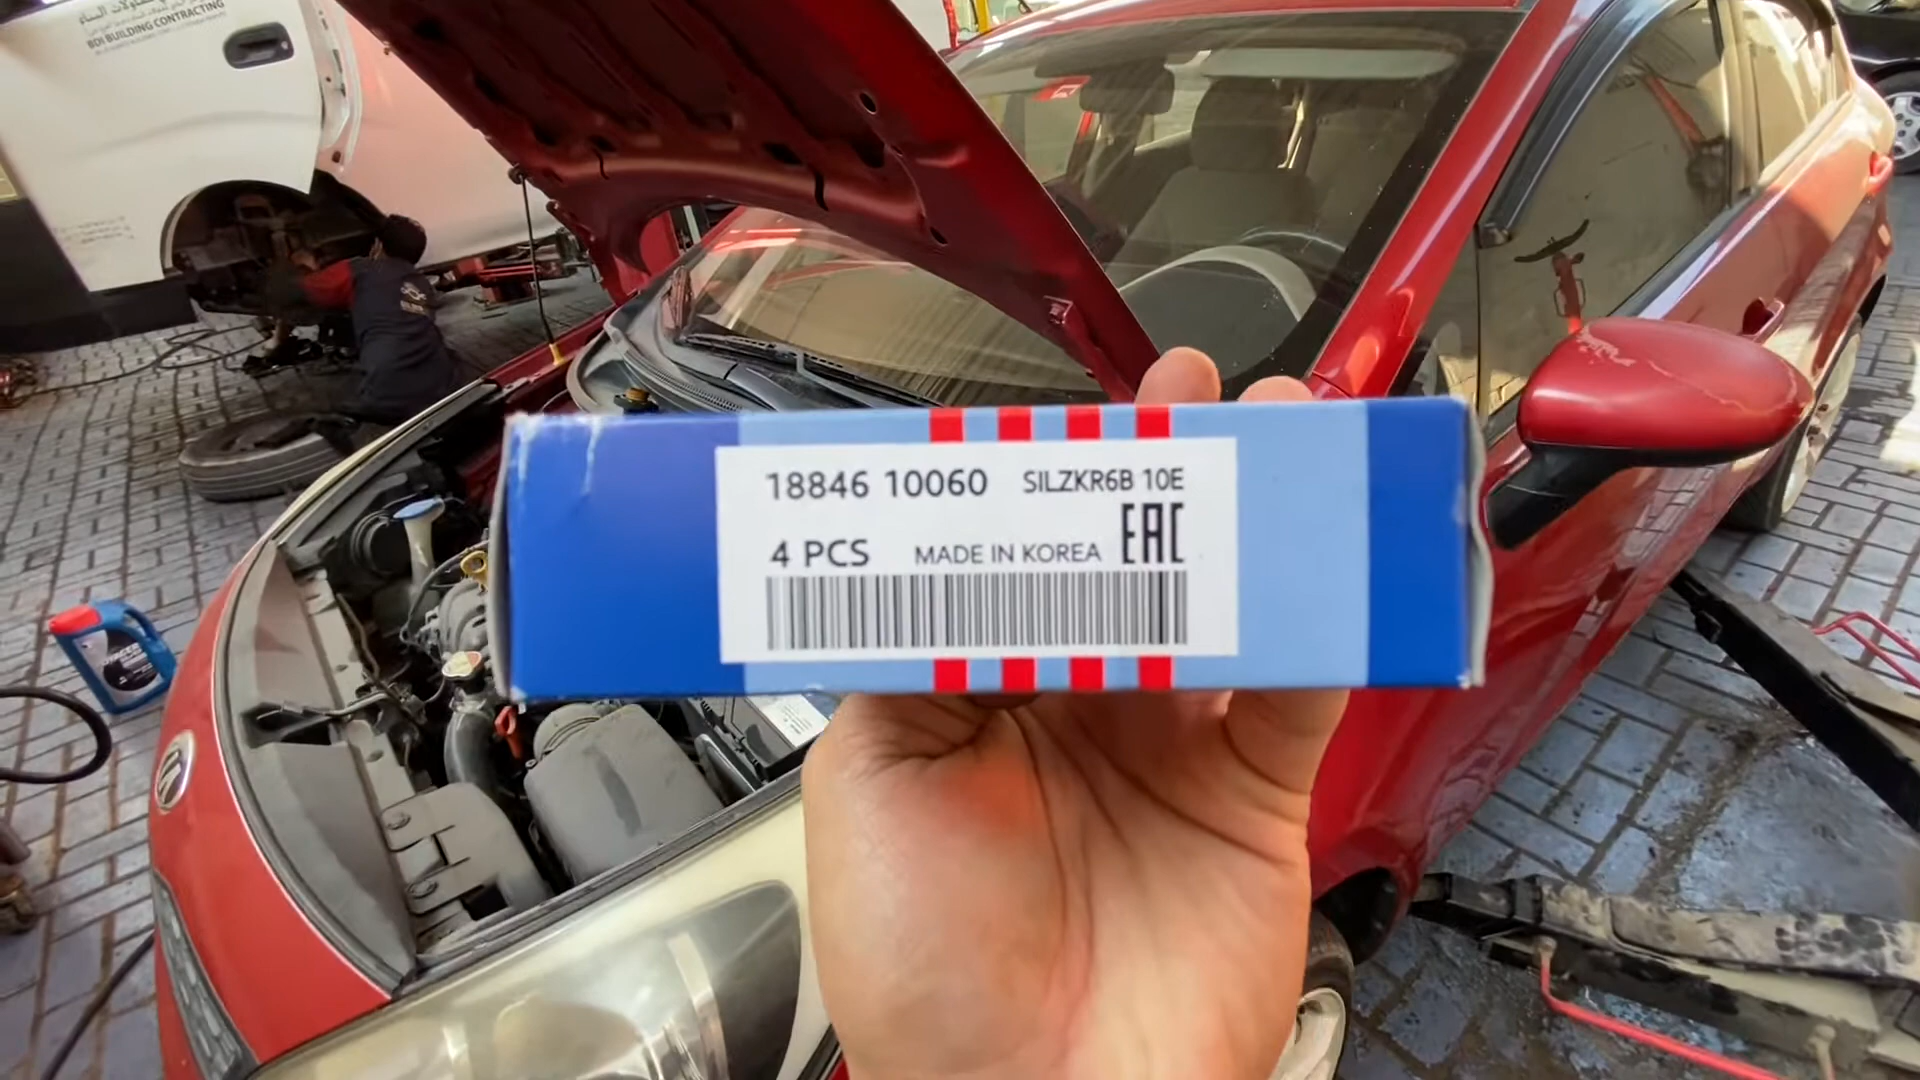 BDI BUILDING CONTRACTING
18846 10060 SILZKR6B 10E
4 PCS MADE IN KOREA EAC